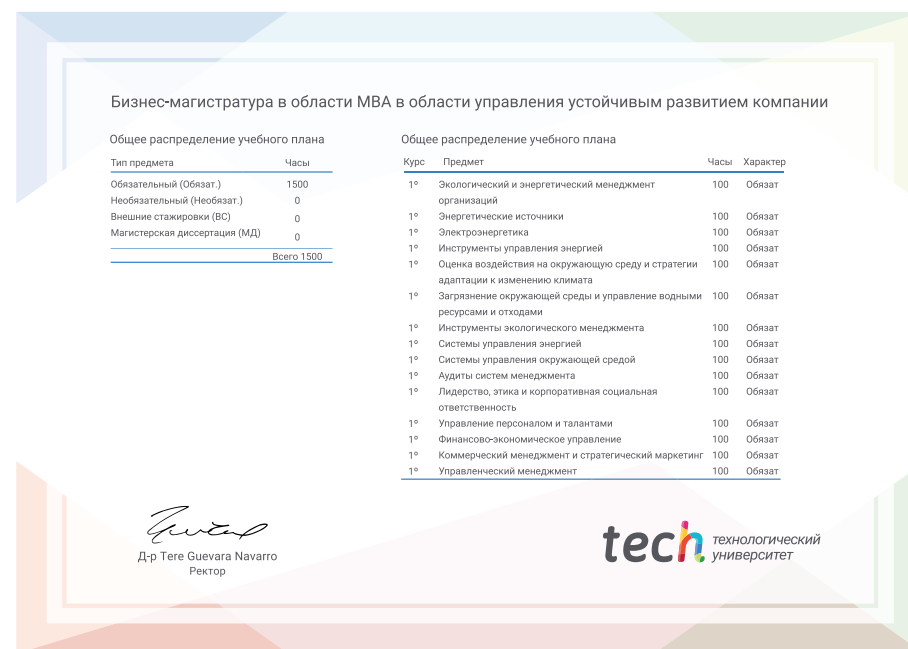 Бизнес-магистратура в области MBA в области управления устойчивым развитием компании
Общее распределение учебного плана
Тип предмета Часы
Обязательный (Обязат.) 1500
Необязательный (Необязат.) 0
Внешние стажировки (ВС) 0
Магистерская диссертация (МД) 0
Всего 1500
Общее распределение учебного плана
Курс Предмет Часы Характер
1º Экологический и энергетический менеджмент 100 Обязат
организаций
1º Энергетические источники 100 Обязат
1º Электроэнергетика 100 Обязат
1º Инструменты управления энергией 100 Обязат
1º Оценка воздействия на окружающую среду и стратегии 100 Обязат
адаптации к изменению климата
1º Загрязнение окружающей среды и управление водными 100 Обязат
ресурсами и отходами
1º Инструменты экологического менеджмента 100 Обязат
1º Системы управления энергией 100 Обязат
1º Системы управления окружающей средой 100 Обязат
1º Аудиты систем менеджмента 100 Обязат
1º Лидерство, этика и корпоративная социальная 100 Обязат
ответственность
1º Управление персоналом и талантами 100 Обязат
1º Финансово-экономическое управление 100 Обязат
1º Коммерческий менеджмент и стратегический маркетинг 100 Обязат
1º Управленческий менеджмент 100 Обязат
Д-р Tere Guevara Navarro
Ректор
tech технологический
университет